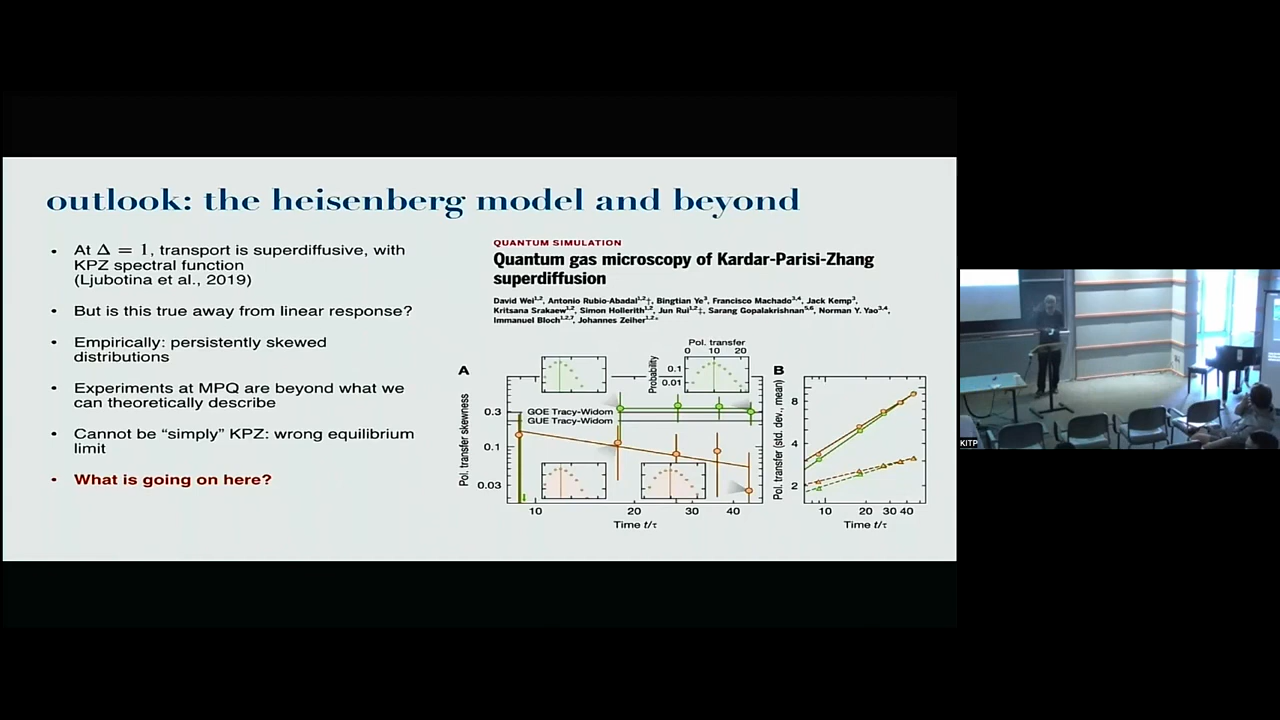 outlook: the heisenberg model and beyond
• At Δ = 1, transport is superdiffusive, with
KPZ spectral function
(Ljubotina et al., 2019)
• But is this true away from linear response?
• Empirically: persistently skewed
distributions
• Experiments at MPQ are beyond what we
can theoretically describe
• Cannot be “simply” KPZ: wrong equilibrium
limit
• What is going on here?
QUANTUM SIMULATION
Quantum gas microscopy of Kardar-Parisi-Zhang
superdiffusion
David Wei1,2, Antonio Rubio-Abadal1,2‡, Bingtian Ye3, Francisco Machado3,4, Jack Kemp3,
Kritsana Srakaew1,2, Simon Hollerith1,2, Jun Rui1,2‡, Sarang Gopalakrishnan5,6, Norman Y. Yao3,4,
Immanuel Bloch1,2,7, Johannes Zeiher1,2*
A
Pol. transfer skewness
0.3
0.1
0.03
GOE Tracy-Widom
GUE Tracy-Widom
Pol. transfer
0 10 20
Probability
0.1
0.01
10 20 30 40
Time t/τ
B
Pol. transfer (std. dev., mean)
8
4
2
10 20 30 40
Time t/τ
KITP